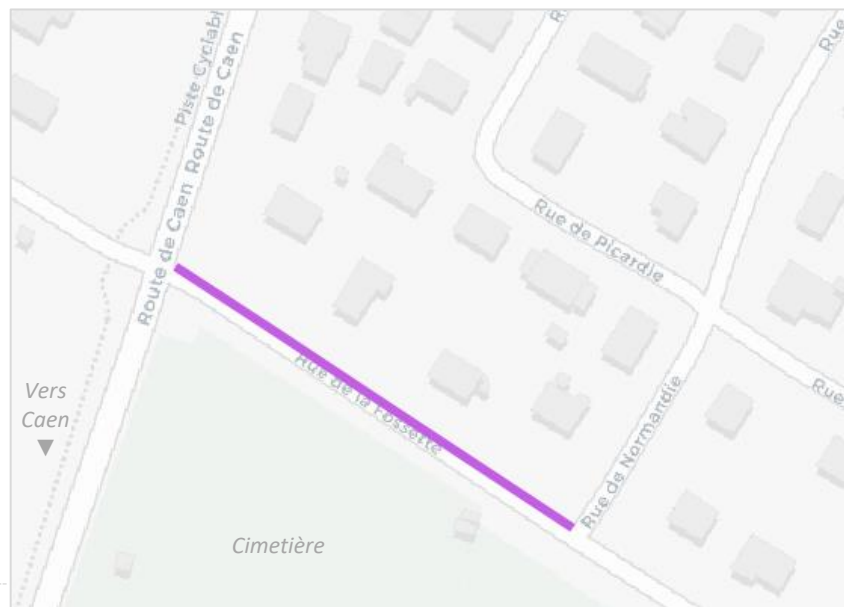 Piste Cyclabl
Route de Caen
Route de Caen
Rue de Picardie
Rue de la Fossette
Rue de Normandie
Rue
Rue
Vers
Caen
▼
Cimetière